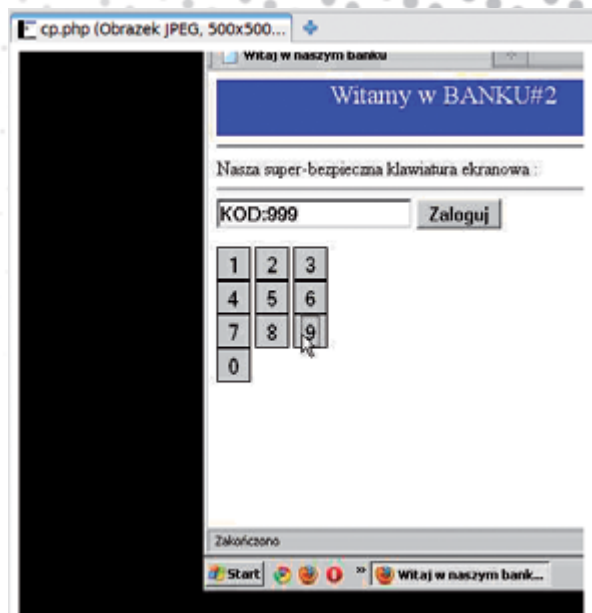 cp.php (Obrazek JPEG, 500x500...
Witaj w naszym banku
Witamy w BANKU#2
Nasza super-bezpieczna klawiatura ekranowa :
KOD:999 Zaloguj
1 2 3
4 5 6
7 8 9
0
Zakończono
Start » Witaj w naszym bank...